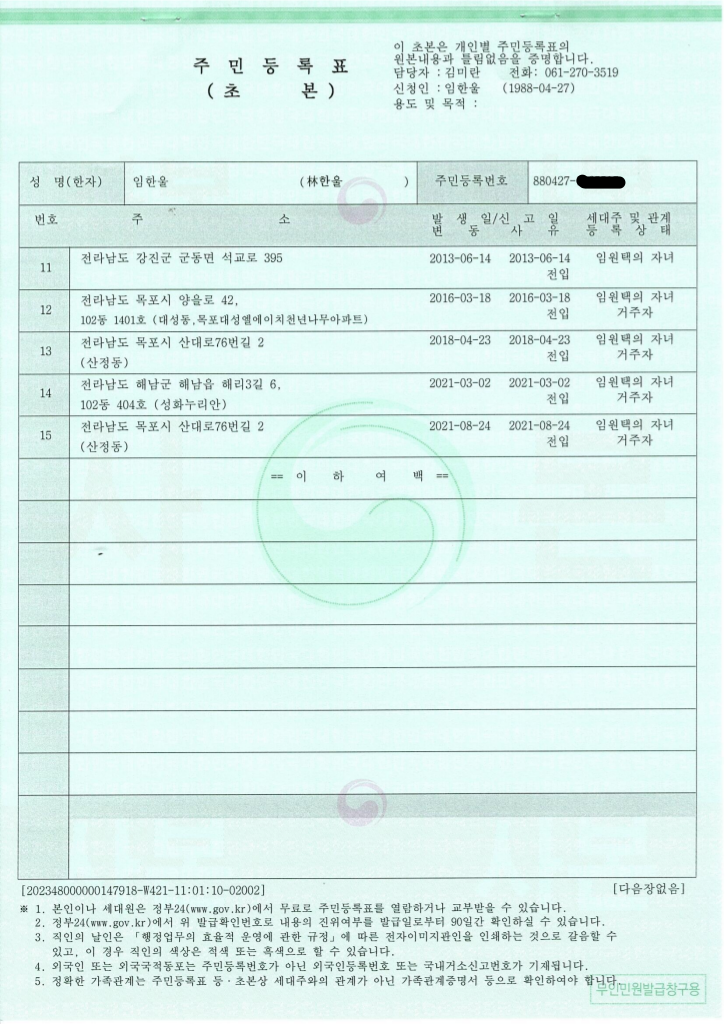 주 민 등 록 표
( 초 본 )
이 초본은 개인별 주민등록표의
원본내용과 틀림없음을 증명합니다.
담당자 : 김미란 전화: 061-270-3519
신청인 : 임한울 (1988-04-27)
용도 및 목적 :
성 명(한자) 임한울 (林한울 ) 주민등록번호 880427-
번호 주 소 발 생 일/신 고 일 세대주 및 관계
변 동 사 유 등 록 상 태
11 전라남도 강진군 군동면 석교로 395 2013-06-14 2013-06-14 임원택의 자녀
전입
12 전라남도 목포시 양을로 42, 2016-03-18 2016-03-18 임원택의 자녀
102동 1401호 (대성동,목포대성엘에이치천년나무아파트) 전입 거주자
13 전라남도 목포시 산대로76번길 2 2018-04-23 2018-04-23 임원택의 자녀
(산정동) 전입 거주자
14 전라남도 해남군 해남읍 해리3길 6, 2021-03-02 2021-03-02 임원택의 자녀
102동 404호 (성화누리안) 전입 거주자
15 전라남도 목포시 산대로76번길 2 2021-08-24 2021-08-24 임원택의 자녀
(산정동) 전입 거주자
== 이 하 여 백 ==
[202348000000147918-W421-11:01:10-02002] [다음장없음]
※ 1. 본인이나 세대원은 정부24(www.gov.kr)에서 무료로 주민등록표를 열람하거나 교부받을 수 있습니다.
2. 정부24(www.gov.kr)에서 위 발급확인번호로 내용의 진위여부를 발급일로부터 90일간 확인하실 수 있습니다.
3. 직인의 날인은 「행정업무의 효율적 운영에 관한 규정」에 따른 전자이미지관인을 인쇄하는 것으로 갈음할 수
있고, 이 경우 직인의 색상은 적색 또는 흑색으로 할 수 있습니다.
4. 외국인 또는 외국국적동포는 주민등록번호가 아닌 외국인등록번호 또는 국내거소신고번호가 기재됩니다.
5. 정확한 가족관계는 주민등록표 등·초본상 세대주와의 관계가 아닌 가족관계증명서 등으로 확인하여야 합니다.
무인민원발급창구용